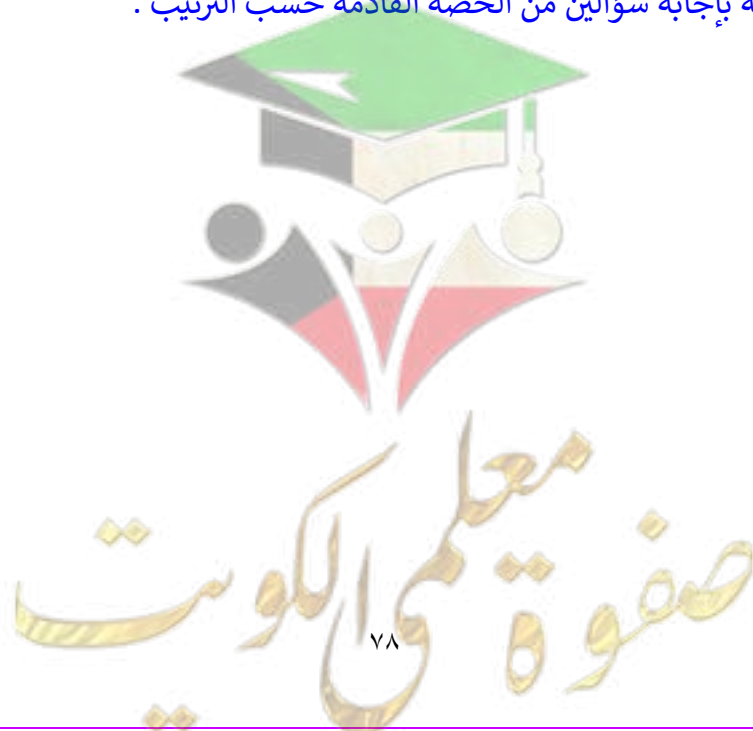 بإجابة سؤالين من الحصة القادمة حسب الترتيب .
صفوة معلمي الكويت
٧٨